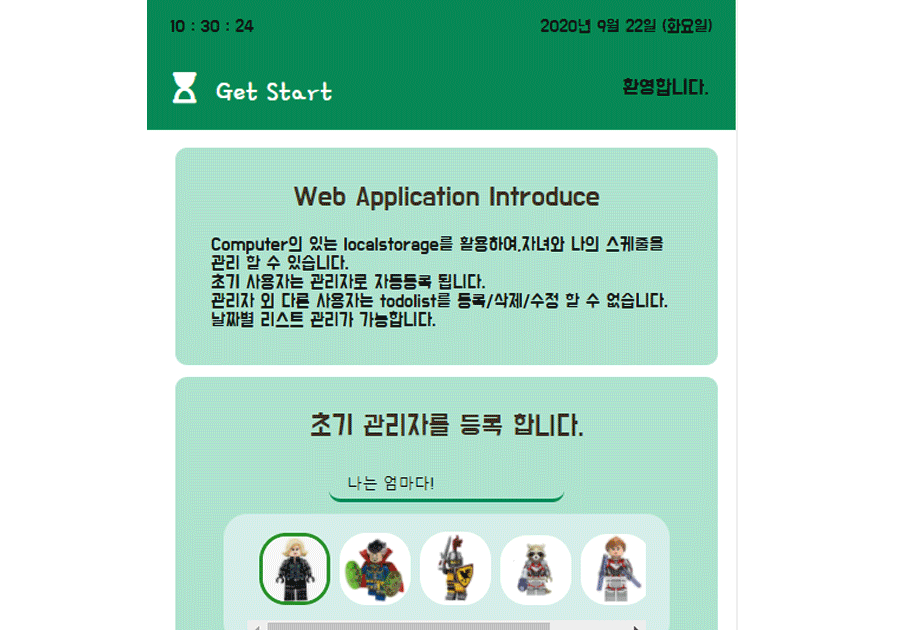 10 : 30 : 24
2020년 9월 22일 (화요일)
Get Start
환영합니다.
Web Application Introduce
Computer의 있는 localstorage를 활용하여,자녀와 나의 스케줄을
관리 할 수 있습니다.
초기 사용자는 관리자로 자동등록 됩니다.
관리자 외 다른 사용자는 todolist를 등록/삭제/수정 할 수 없습니다.
날짜별 리스트 관리가 가능합니다.
초기 관리자를 등록 합니다.
나는 엄마다!